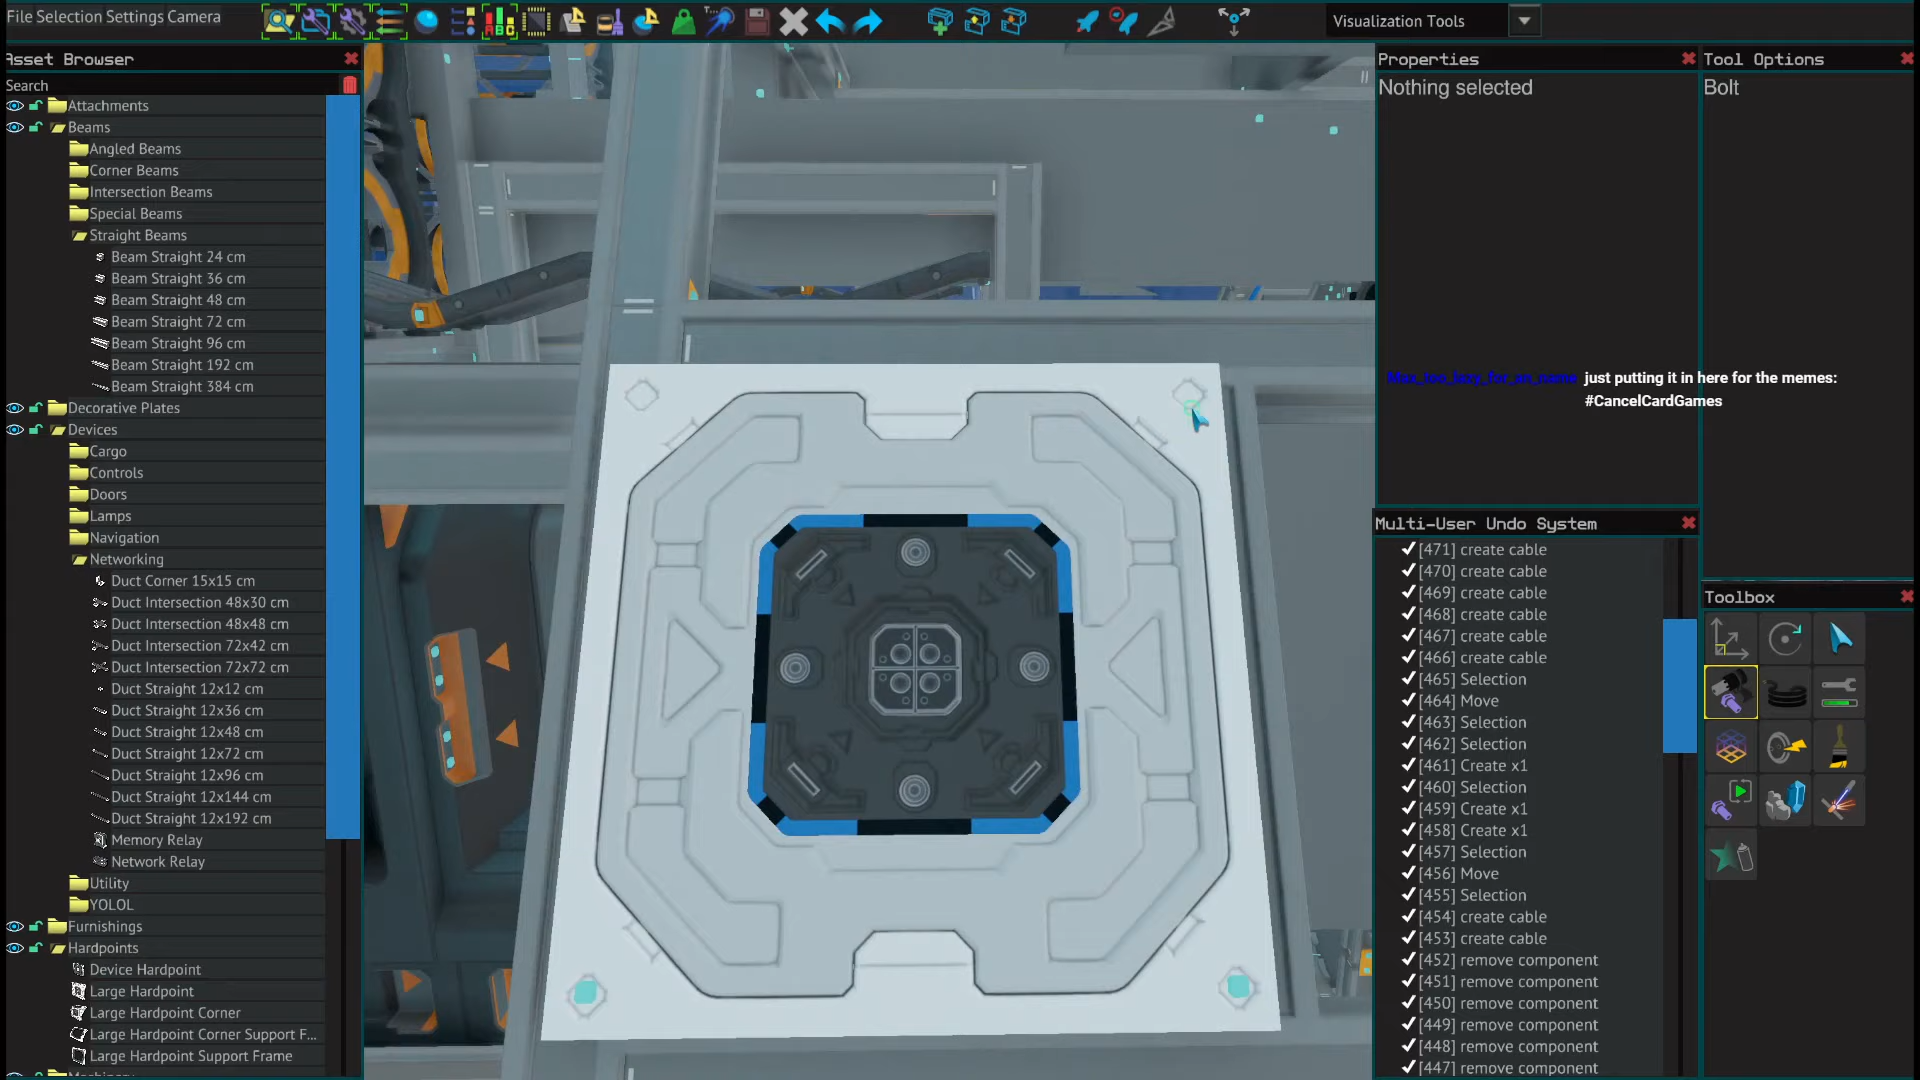 File Selection Settings Camera
Visualization Tools
Asset Browser
Search
Attachments
Beams
Angled Beams
Corner Beams
Intersection Beams
Special Beams
Straight Beams
Beam Straight 24 cm
Beam Straight 36 cm
Beam Straight 48 cm
Beam Straight 72 cm
Beam Straight 96 cm
Beam Straight 192 cm
Beam Straight 384 cm
Decorative Plates
Devices
Cargo
Controls
Doors
Lamps
Navigation
Networking
Duct Corner 15x15 cm
Duct Intersection 48x30 cm
Duct Intersection 48x48 cm
Duct Intersection 72x42 cm
Duct Intersection 72x72 cm
Duct Straight 12x12 cm
Duct Straight 12x36 cm
Duct Straight 12x48 cm
Duct Straight 12x72 cm
Duct Straight 12x96 cm
Duct Straight 12x144 cm
Duct Straight 12x192 cm
Memory Relay
Network Relay
Utility
YOLOL
Furnishings
Hardpoints
Device Hardpoint
Large Hardpoint
Large Hardpoint Corner
Large Hardpoint Corner Support F...
Large Hardpoint Support Frame
Properties
Nothing selected
Tool Options
Bolt
just putting it in here for the memes:
#CancelCardGames
Multi-User Undo System
[471] create cable
[470] create cable
[469] create cable
[468] create cable
[467] create cable
[466] create cable
[465] Selection
[464] Move
[463] Selection
[462] Selection
[461] Create x1
[460] Selection
[459] Create x1
[458] Create x1
[457] Selection
[456] Move
[455] Selection
[454] create cable
[453] create cable
[452] remove component
[451] remove component
[450] remove component
[449] remove component
[448] remove component
[447] remove component
Toolbox